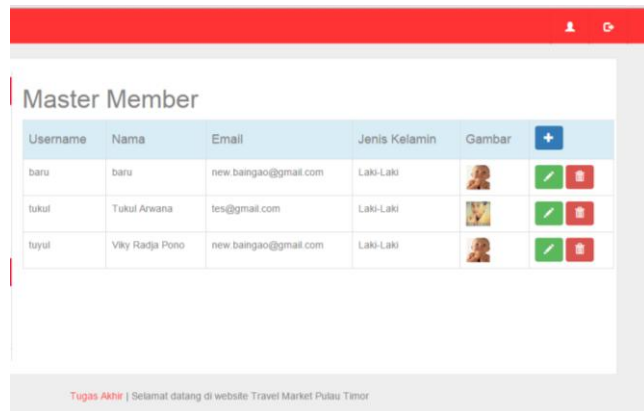 Master Member
Username Nama Email Jenis Kelamin Gambar
baru baru new.baingao@gmail.com Laki-Laki
tukul Tukul Arwana tes@gmail.com Laki-Laki
tuyul Viky Radja Pono new.baingao@gmail.com Laki-Laki
Tugas Akhir | Selamat datang di website Travel Market Pulau Timor